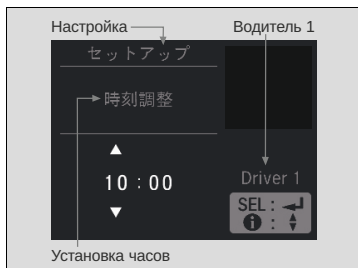 Настройка
Водитель 1
セットアップ
時刻調整
▲
10 : 00
▼
Driver 1
SEL : ↵
i : ♦
Установка часов